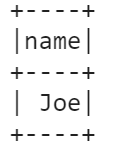 +----+
|name|
+----+
| Joe|
+----+